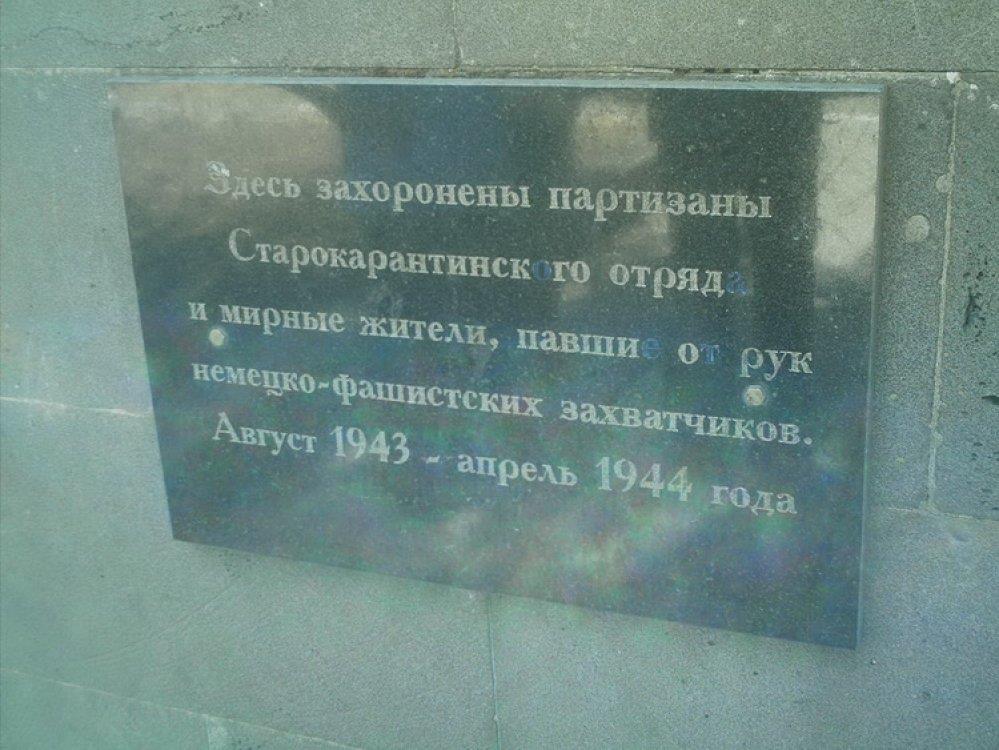 Здесь захоронены партизаны
Старокарантинского отряда
и мирные жители, павшие от рук
немецко-фашистских захватчиков.
Август 1943 - апрель 1944 года